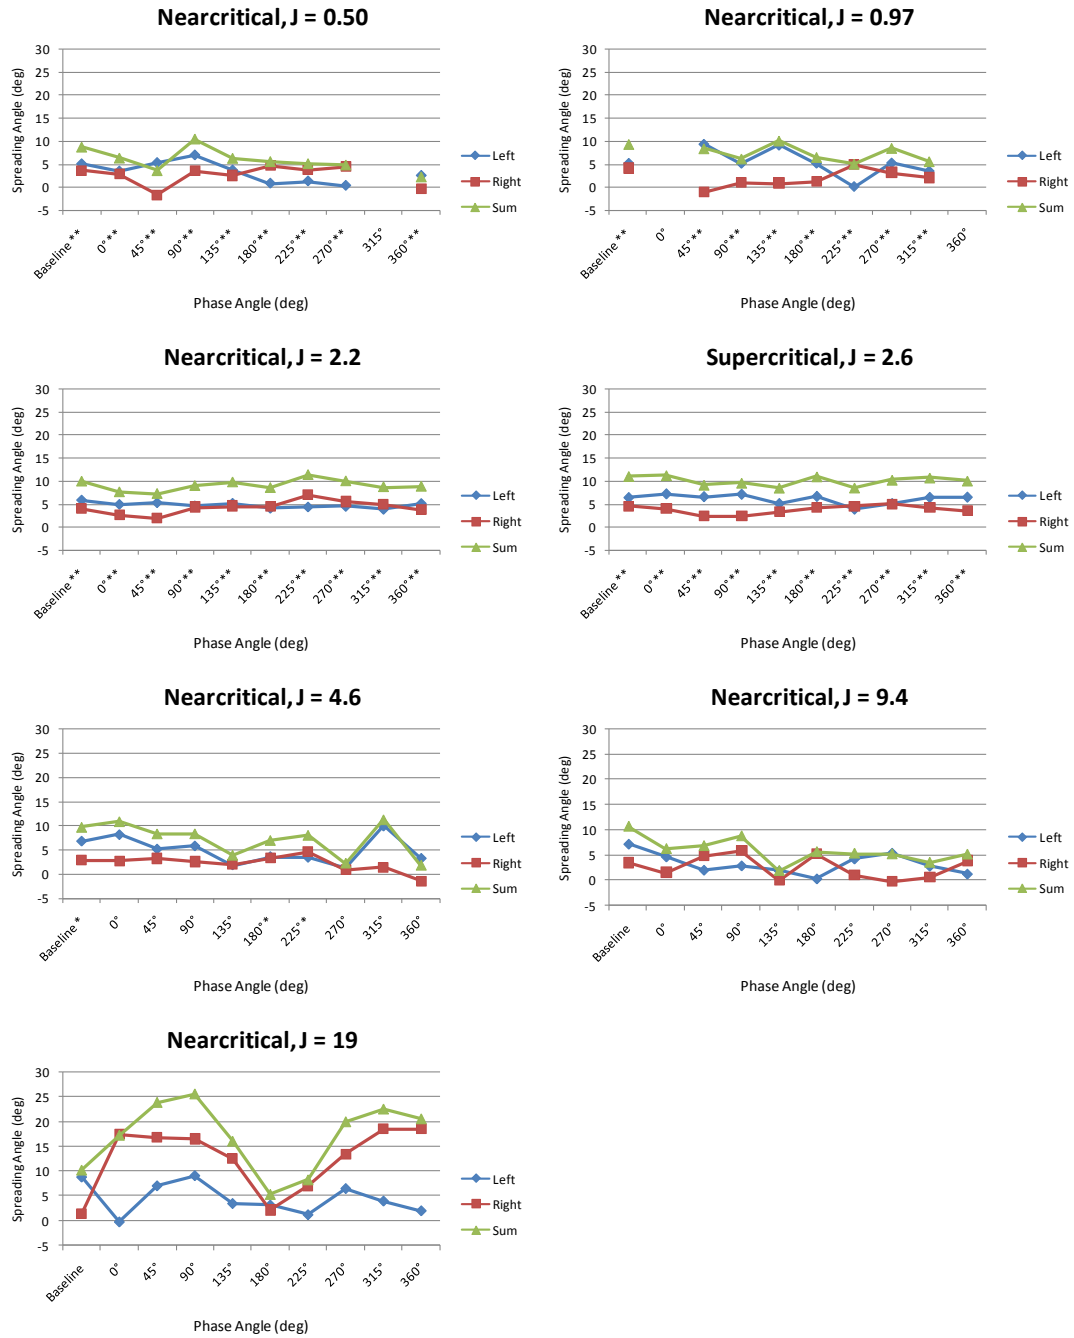 Nearcritical, J = 0.50
Spreading Angle (deg)
30
25
20
15
10
5
0
-5
Baseline **
0° **
45° **
90° **
135° **
180° **
225° **
270° **
315°
360° **
Phase Angle (deg)
Left
Right
Sum
Nearcritical, J = 0.97
Spreading Angle (deg)
30
25
20
15
10
5
0
-5
Baseline **
0°
45° **
90° **
135° **
180° **
225° **
270° **
315° **
360°
Phase Angle (deg)
Left
Right
Sum
Nearcritical, J = 2.2
Spreading Angle (deg)
30
25
20
15
10
5
0
-5
Baseline **
0° **
45° **
90° **
135° **
180° **
225° **
270° **
315° **
360° **
Phase Angle (deg)
Left
Right
Sum
Supercritical, J = 2.6
Spreading Angle (deg)
30
25
20
15
10
5
0
-5
Baseline **
0° **
45° **
90° **
135° **
180° **
225° **
270° **
315° **
360° **
Phase Angle (deg)
Left
Right
Sum
Nearcritical, J = 4.6
Spreading Angle (deg)
30
25
20
15
10
5
0
-5
Baseline *
0°
45°
90°
135°
180° *
225° *
270°
315°
360°
Phase Angle (deg)
Left
Right
Sum
Nearcritical, J = 9.4
Spreading Angle (deg)
30
25
20
15
10
5
0
-5
Baseline
0°
45°
90°
135°
180°
225°
270°
315°
360°
Phase Angle (deg)
Left
Right
Sum
Nearcritical, J = 19
Spreading Angle (deg)
30
25
20
15
10
5
0
-5
Baseline
0°
45°
90°
135°
180°
225°
270°
315°
360°
Phase Angle (deg)
Left
Right
Sum